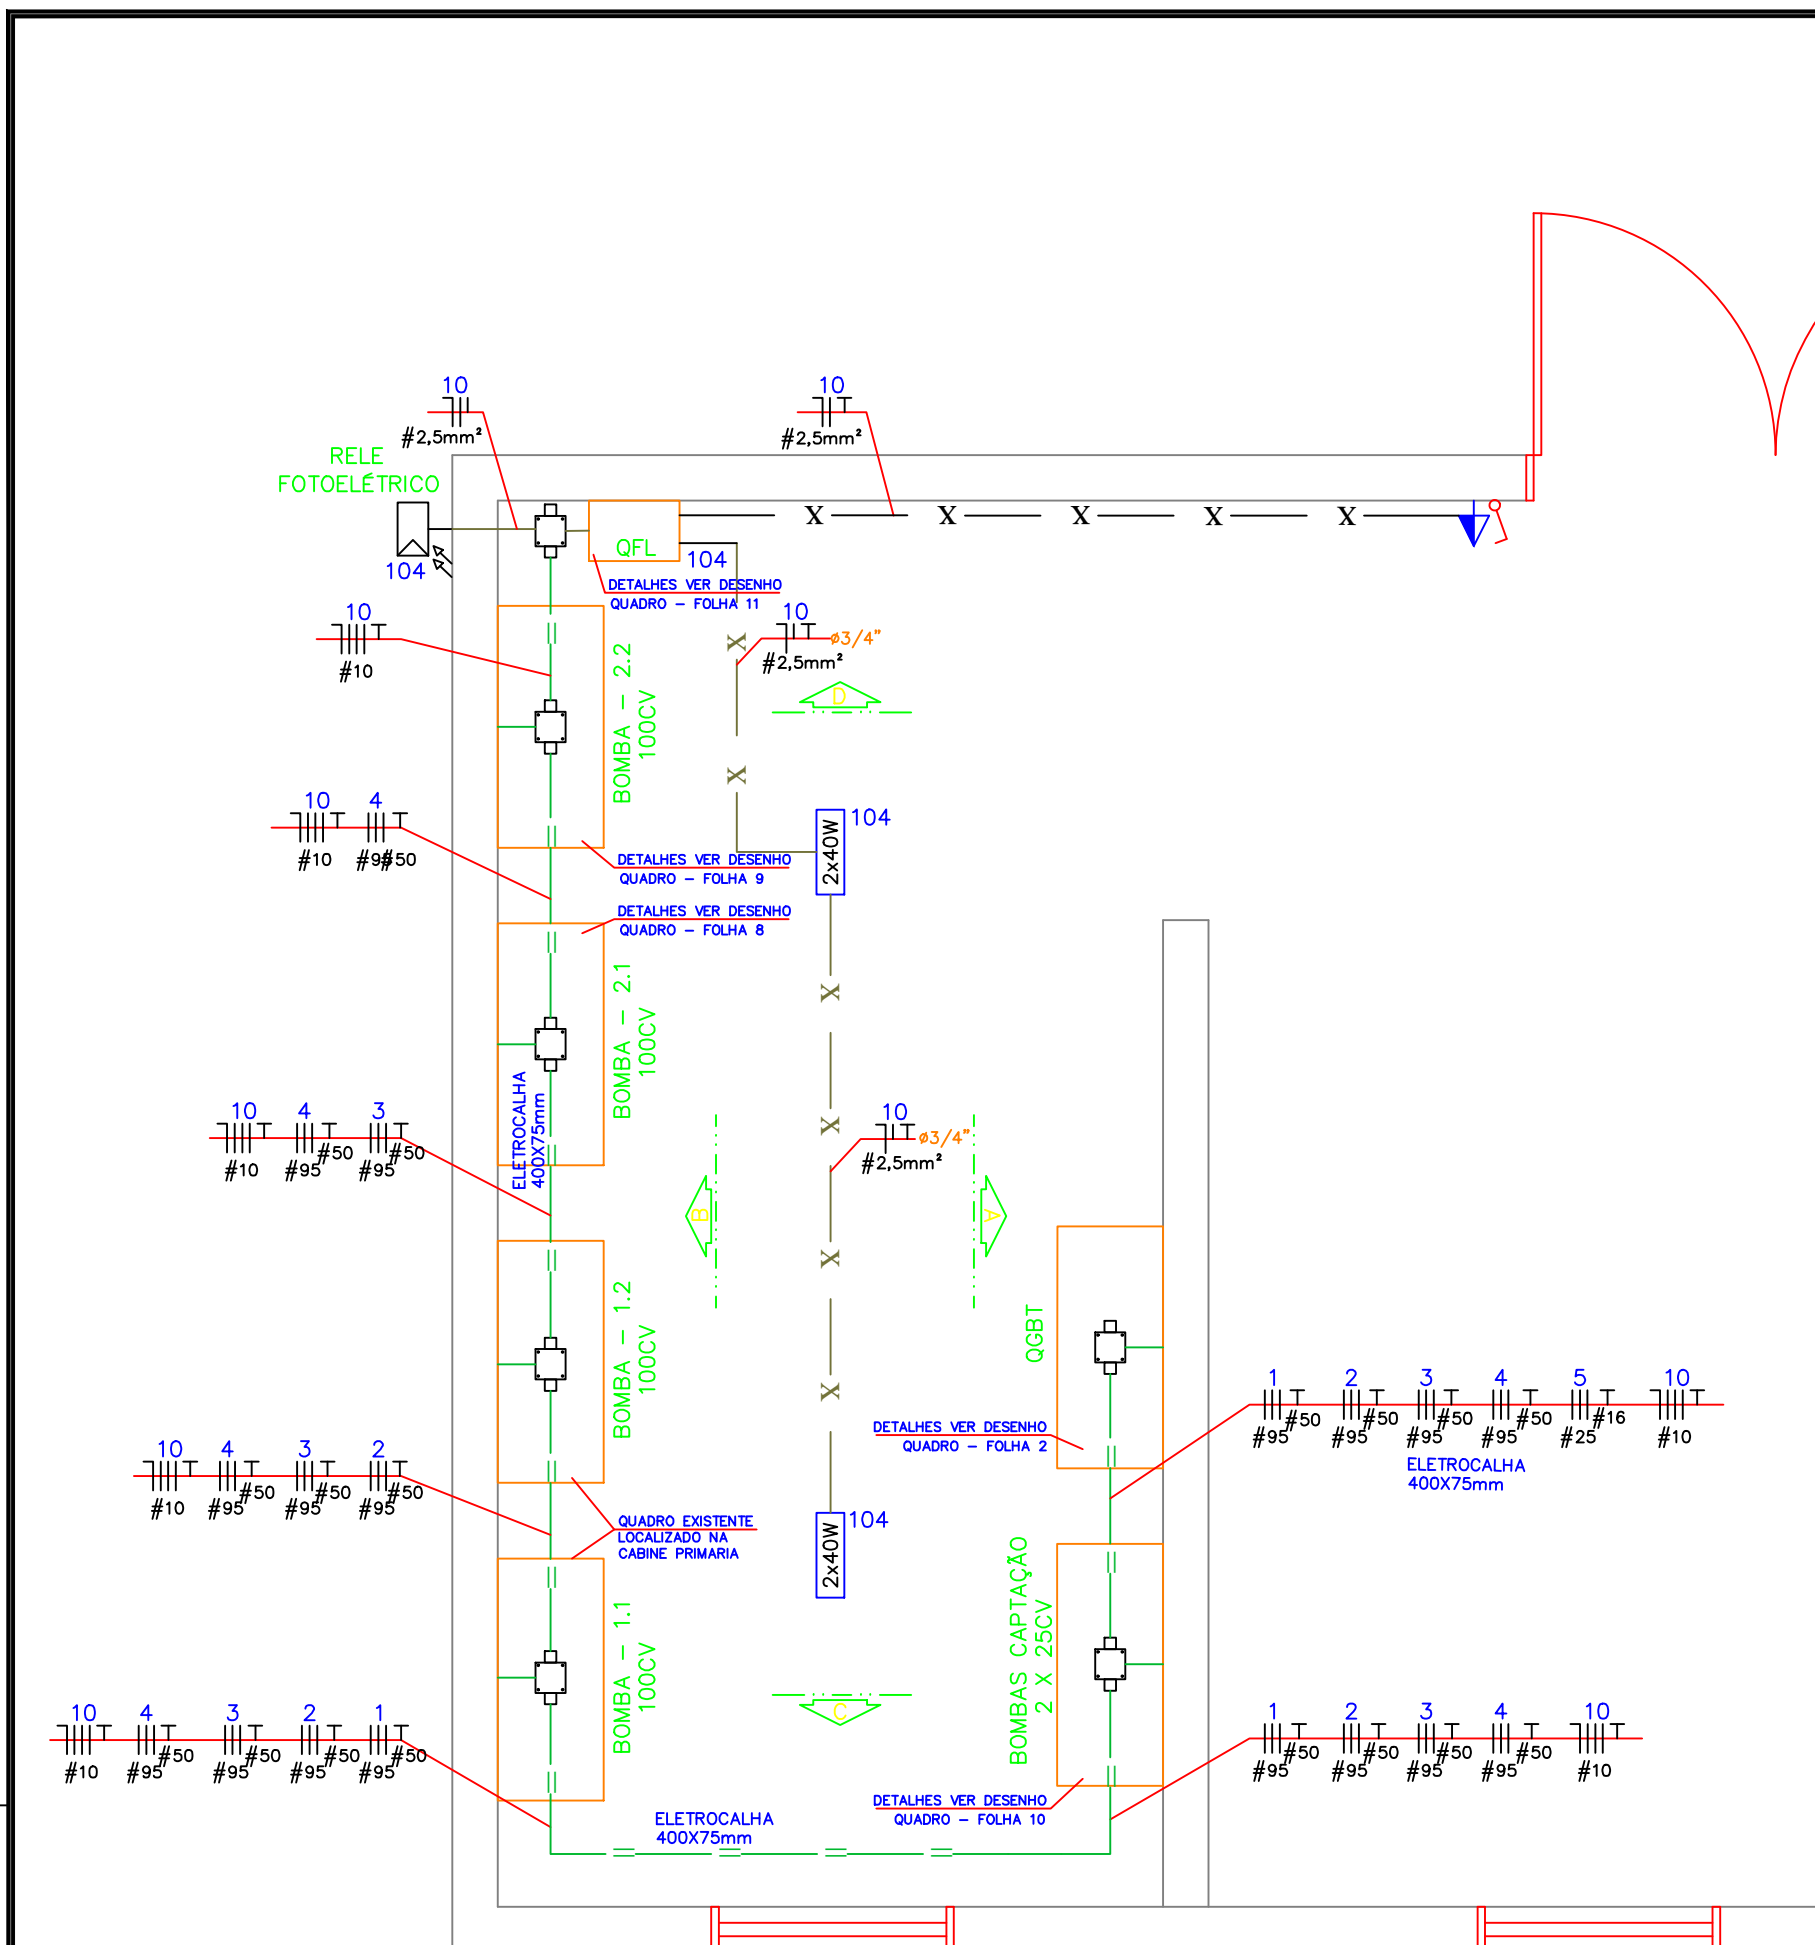 10
#2,5mm²
10
#2,5mm²
RELE
FOTOELÉTRICO
104
QFL
104
DETALHES VER DESENHO
QUADRO – FOLHA 11
X X X X X
10
#10
10
ø3/4"
#2,5mm²
X
X
D
BOMBA – 2.2
100CV
10 4
#10 #95 #50
104
2x40W
DETALHES VER DESENHO
QUADRO – FOLHA 9
DETALHES VER DESENHO
QUADRO – FOLHA 8
BOMBA – 2.1
100CV
ELETROCALHA
400X75mm
10 4 3
#10 #95 #50 #95 #50
X
X
X
X
10
ø3/4"
#2,5mm²
B
A
BOMBA – 1.2
100CV
QGBT
DETALHES VER DESENHO
QUADRO – FOLHA 2
1 2 3 4 5 10
#95 #50 #95 #50 #95 #50 #95 #50 #25 #16 #10
ELETROCALHA
400X75mm
10 4 3 2
#10 #95 #50 #95 #50 #95 #50
QUADRO EXISTENTE
LOCALIZADO NA
CABINE PRIMARIA
104
2x40W
BOMBA – 1.1
100CV
BOMBAS CAPTAÇÃO
2 X 25CV
C
10 4 3 2 1
#10 #95 #50 #95 #50 #95 #50 #95 #50
1 2 3 4 10
#95 #50 #95 #50 #95 #50 #95 #50 #10
DETALHES VER DESENHO
QUADRO – FOLHA 10
ELETROCALHA
400X75mm